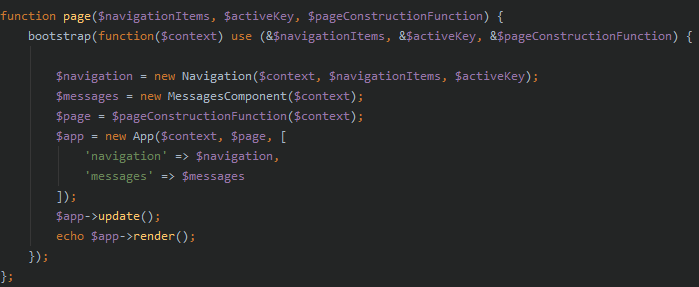 function page($navigationItems, $activeKey, $pageConstructionFunction) {
    bootstrap(function($context) use (&$navigationItems, &$activeKey, &$pageConstructionFunction) {

        $navigation = new Navigation($context, $navigationItems, $activeKey);
        $messages = new MessagesComponent($context);
        $page = $pageConstructionFunction($context);
        $app = new App($context, $page, [
            'navigation' => $navigation,
            'messages' => $messages
        ]);
        $app->update();
        echo $app->render();
    });
};